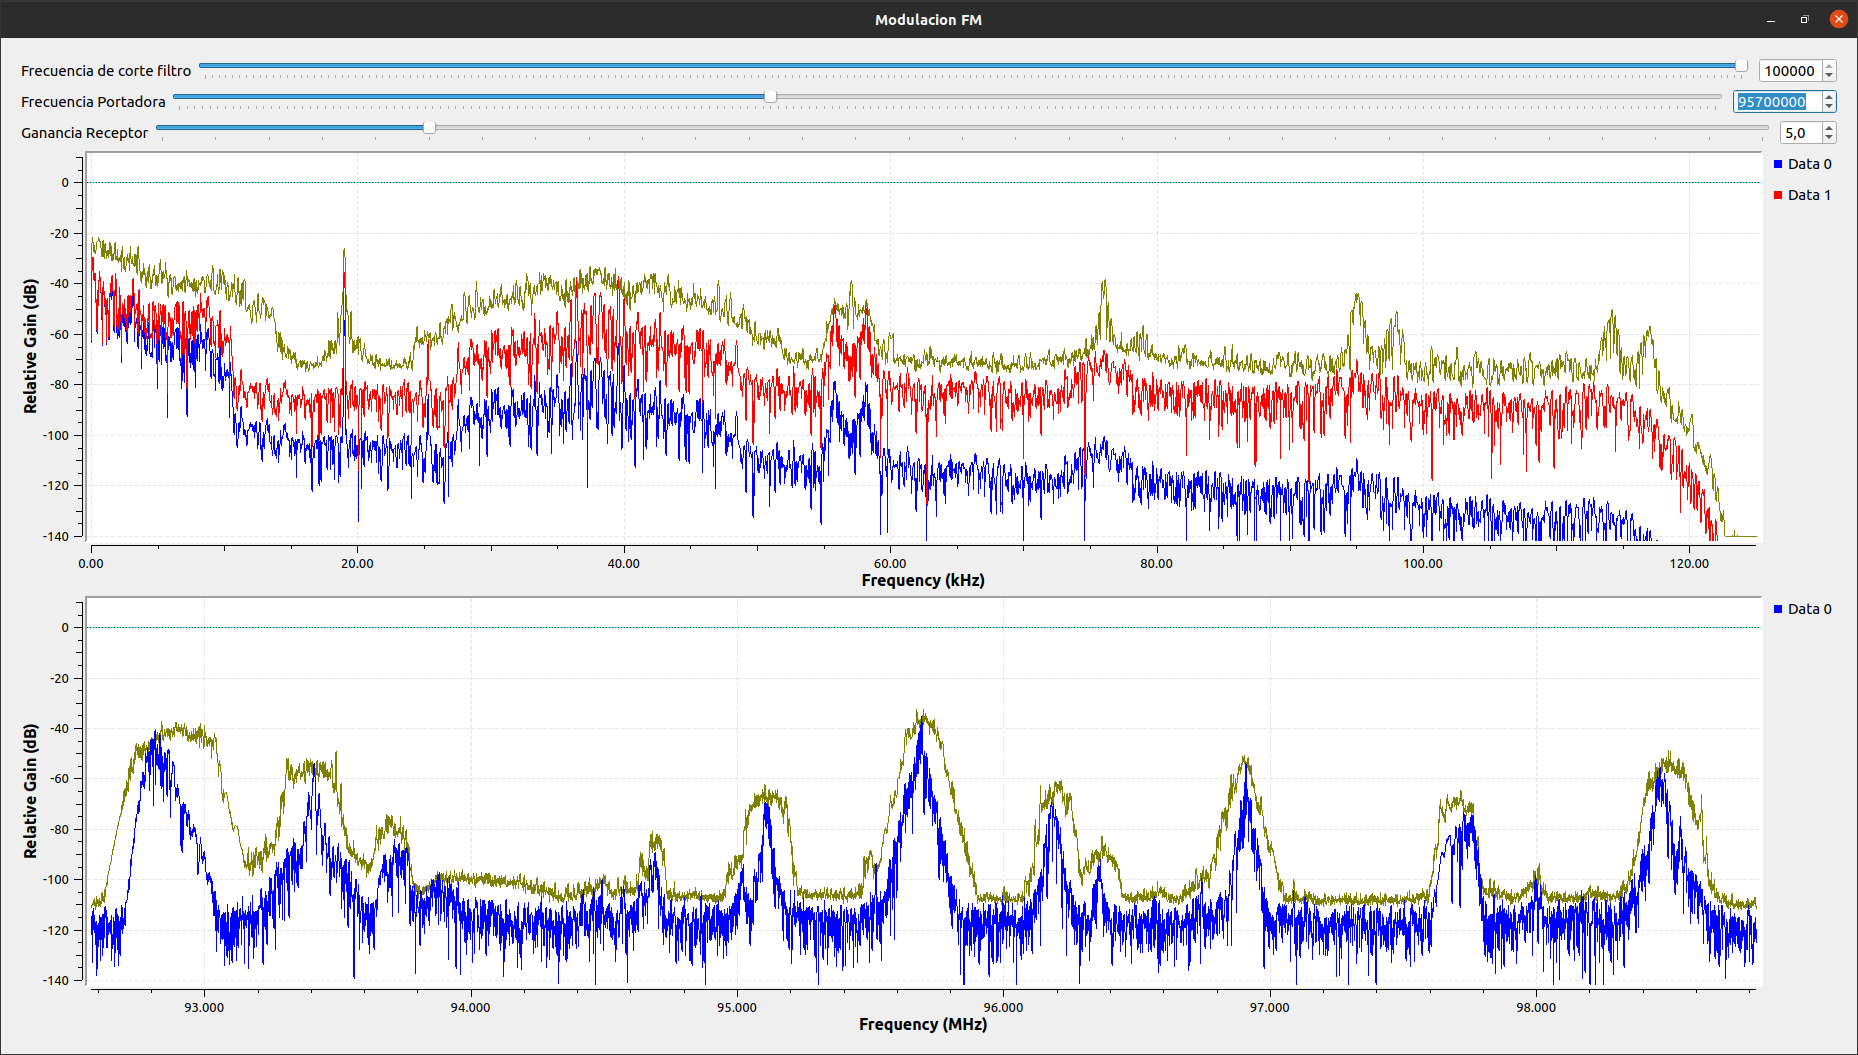 Modulacion FM
Frecuencia de corte filtro 100000
Frecuencia Portadora 95700000
Ganancia Receptor 5,0
Data 0
Data 1
Relative Gain (dB)
0
-20
-40
-60
-80
-100
-120
-140
0.00 20.00 40.00 60.00 80.00 100.00 120.00
Frequency (kHz)
Data 0
Relative Gain (dB)
0
-20
-40
-60
-80
-100
-120
-140
93.000 94.000 95.000 96.000 97.000 98.000
Frequency (MHz)